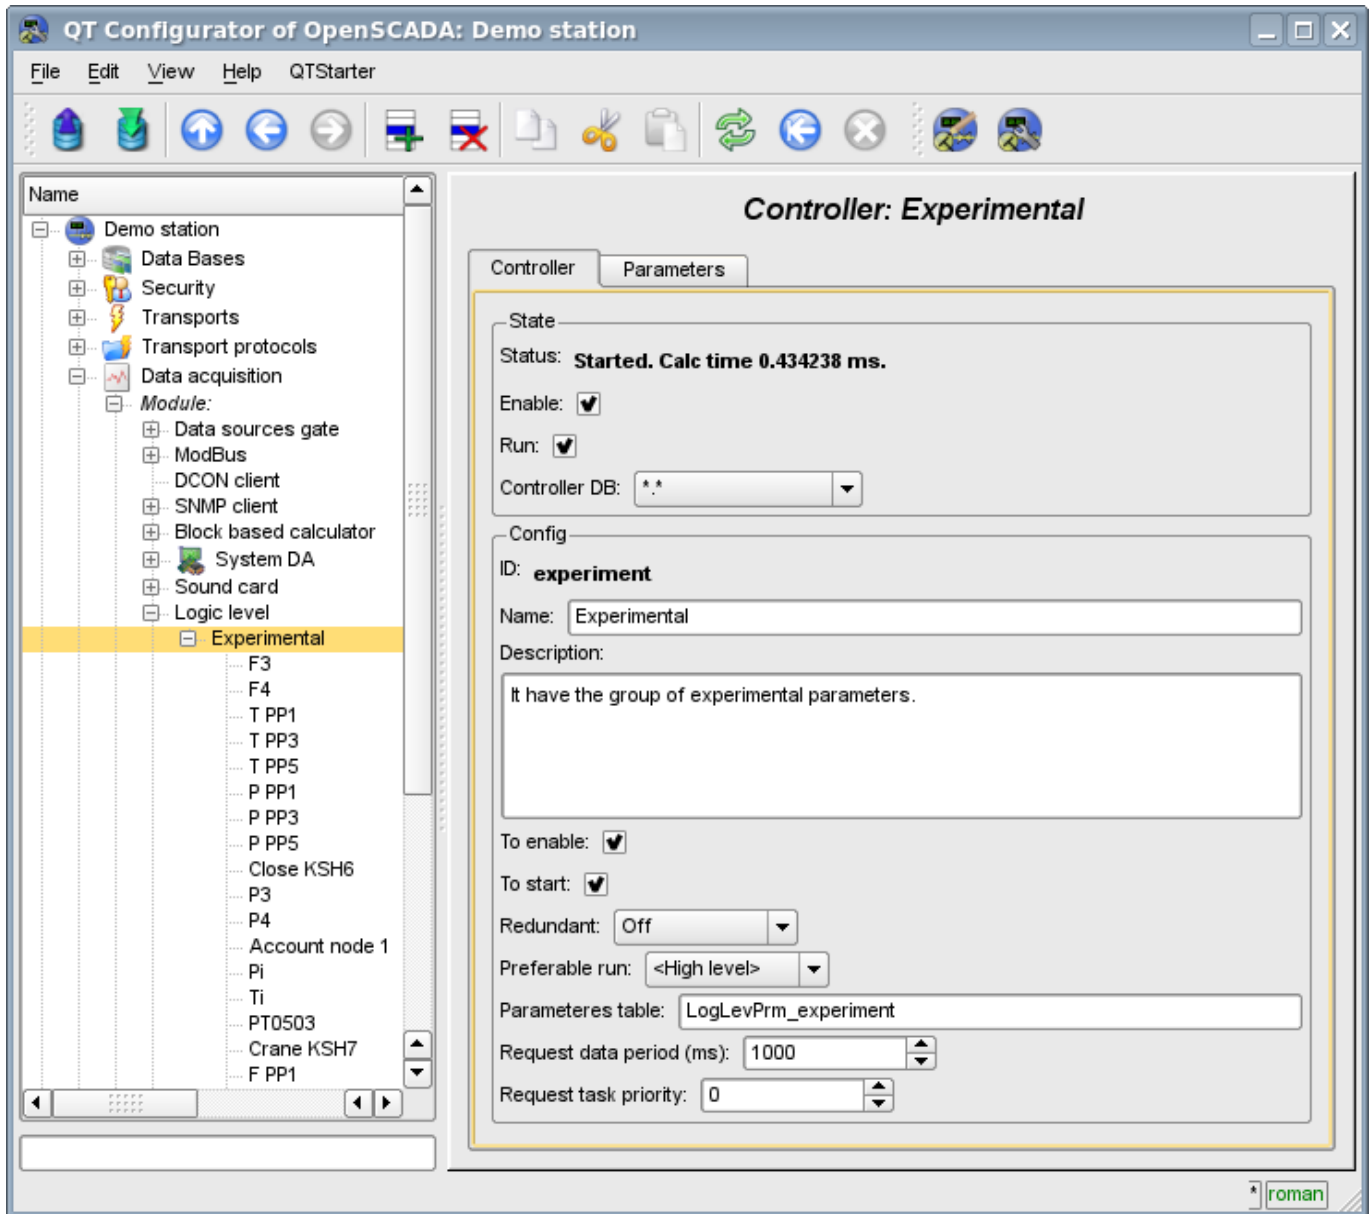 QT Configurator of OpenSCADA: Demo station
File Edit View Help QTStarter
Name
Demo station
Data Bases
Security
Transports
Transport protocols
Data acquisition
Module:
Data sources gate
ModBus
DCON client
SNMP client
Block based calculator
System DA
Sound card
Logic level
Experimental
F3
F4
T PP1
T PP3
T PP5
P PP1
P PP3
P PP5
Close KSH6
P3
P4
Account node 1
Pi
Ti
PT0503
Crane KSH7
F PP1
Controller: Experimental
Controller Parameters
State
Status: Started. Calc time 0.434238 ms.
Enable:
Run:
Controller DB: *.*
Config
ID: experiment
Name: Experimental
Description:
It have the group of experimental parameters.
To enable:
To start:
Redundant: Off
Preferable run: <High level>
Parameteres table: LogLevPrm_experiment
Request data period (ms): 1000
Request task priority: 0
* roman